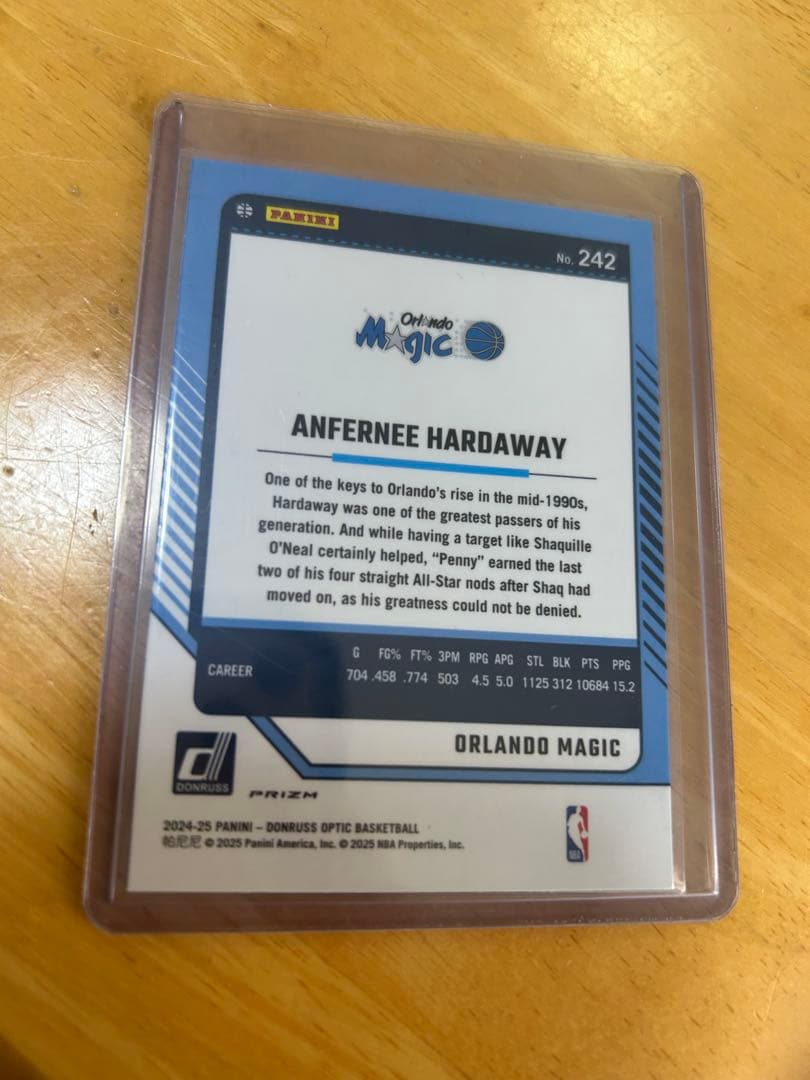 PANINI
No. 242
Orlando
Magic
ANFERNEE HARDAWAY
One of the keys to Orlando's rise in the mid-1990s,
Hardaway was one of the greatest passers of his
generation. And while having a target like Shaquille
O'Neal certainly helped, “Penny” earned the last
two of his four straight All-Star nods after Shaq had
moved on, as his greatness could not be denied.
G FG% FT% 3PM RPG APG STL BLK PTS PPG
CAREER 704 .458 .774 503 4.5 5.0 1125 312 10684 15.2
ORLANDO MAGIC
DONRUSS
PRIZM
2024-25 PANINI – DONRUSS OPTIC BASKETBALL
帕尼尼 © 2025 Panini America, Inc. © 2025 NBA Properties, Inc.
NBA